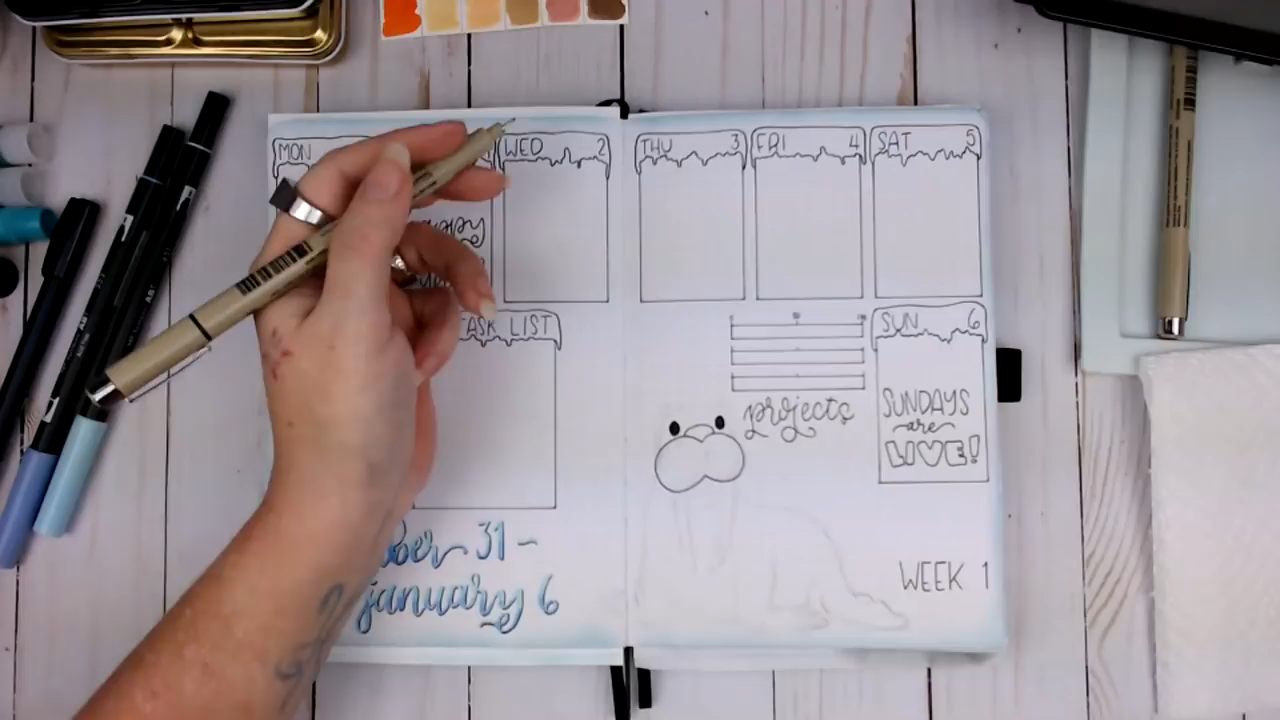 MON
WED 2
THU 3
FRI 4
SAT 5
TASK LIST
SUN 6
projects
SUNDAYS
are
LIVE!
31 -
january 6
WEEK 1